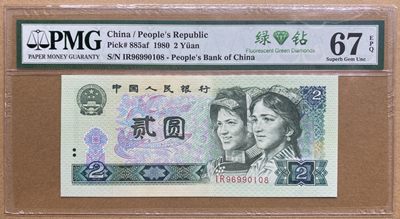 PMG
PAPER MONEY GUARANTY
China / People's Republic
Pick# 885af 1980 2 Yüan
S/N IR96990108 - People's Bank of China
绿 钻
Fluorescent Green Diamonds
67
EPQ
Superb Gem Unc
中国人民银行
贰圆
2
2
2
IR96990108